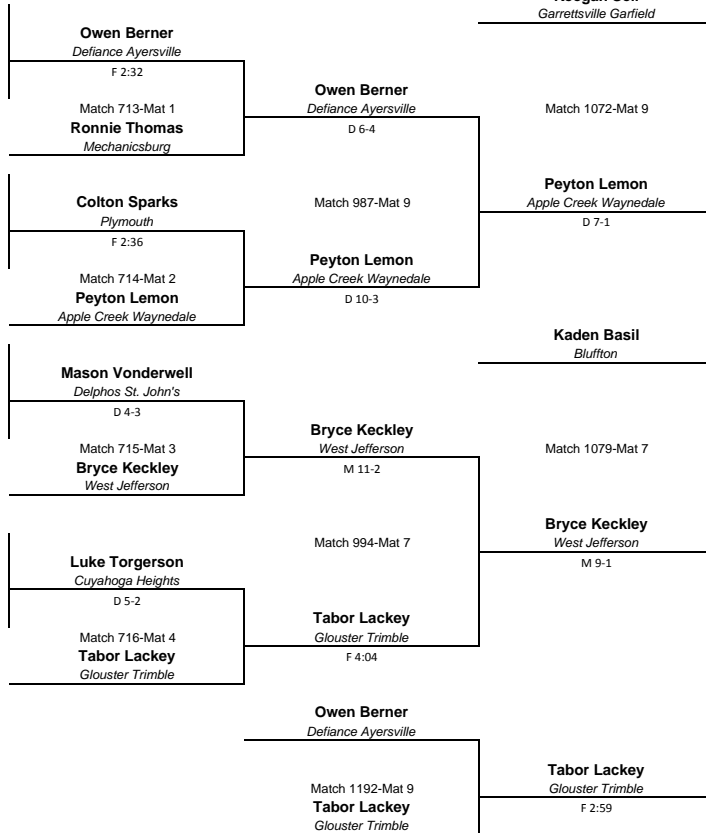 Garrettsville Garfield
Owen Berner
Defiance Ayersville
F 2:32
Match 713-Mat 1
Ronnie Thomas
Mechanicsburg
Colton Sparks
Plymouth
F 2:36
Match 714-Mat 2
Peyton Lemon
Apple Creek Waynedale
Mason Vonderwell
Delphos St. John's
D 4-3
Match 715-Mat 3
Bryce Keckley
West Jefferson
Luke Torgerson
Cuyahoga Heights
D 5-2
Match 716-Mat 4
Tabor Lackey
Glouster Trimble
Owen Berner
Defiance Ayersville
D 6-4
Match 987-Mat 9
Peyton Lemon
Apple Creek Waynedale
D 10-3
Bryce Keckley
West Jefferson
M 11-2
Match 994-Mat 7
Tabor Lackey
Glouster Trimble
F 4:04
Match 1072-Mat 9
Peyton Lemon
Apple Creek Waynedale
D 7-1
Kaden Basil
Bluffton
Match 1079-Mat 7
Bryce Keckley
West Jefferson
M 9-1
Owen Berner
Defiance Ayersville
Match 1192-Mat 9
Tabor Lackey
Glouster Trimble
Tabor Lackey
Glouster Trimble
F 2:59